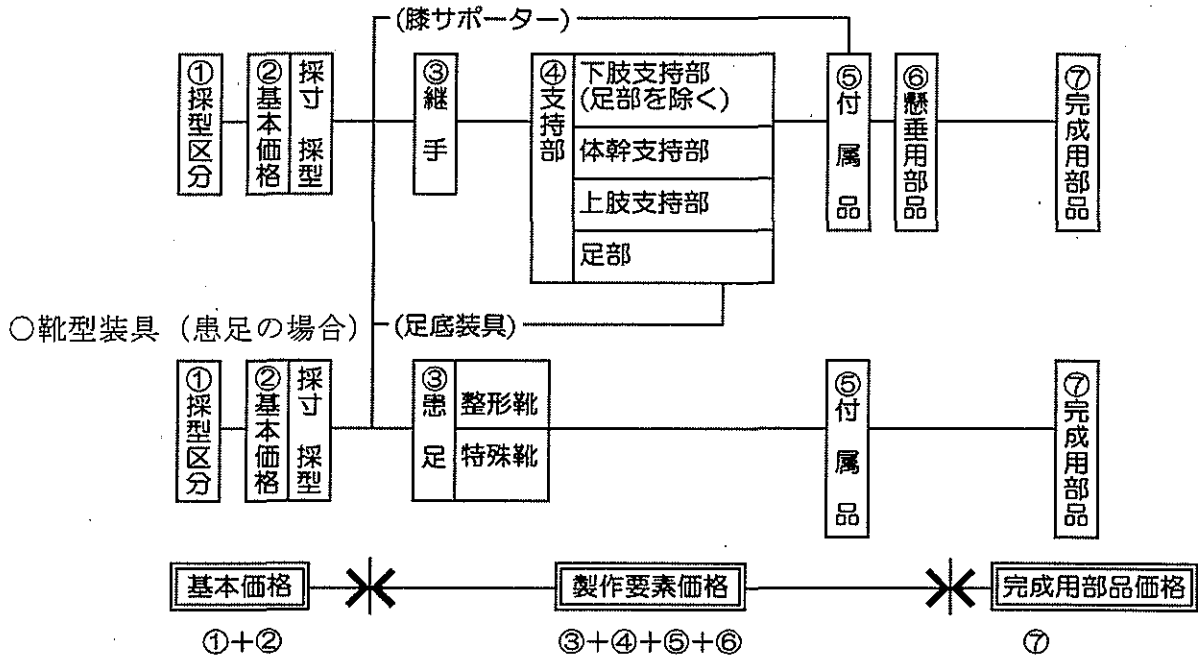 (膝サポーター)
①採型区分
②基本価格
採寸 採型
③継手
④支持部
下肢支持部
(足部を除く)
体幹支持部
上肢支持部
足部
⑤付属品
⑥懸垂用部品
⑦完成用部品
○靴型装具(患足の場合)
(足底装具)
①採型区分
②基本価格
採寸 採型
③患足
整形靴
特殊靴
⑤付属品
⑦完成用部品
基本価格
製作要素価格
完成用部品価格
①+②
③+④+⑤+⑥
⑦